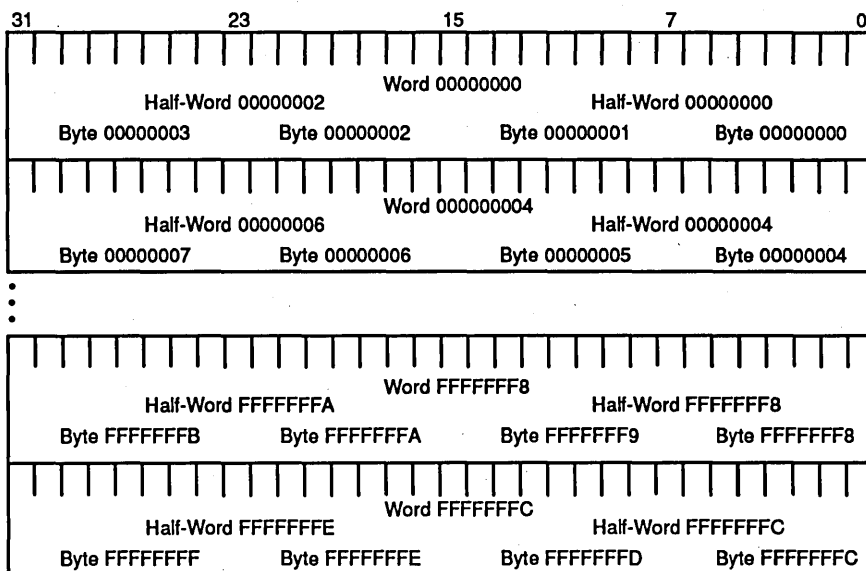 31 23 15 7 0
Word 00000000
Half-Word 00000002 Half-Word 00000000
Byte 00000003 Byte 00000002 Byte 00000001 Byte 00000000
Word 000000004
Half-Word 00000006 Half-Word 00000004
Byte 00000007 Byte 00000006 Byte 00000005 Byte 00000004
Word FFFFFFF8
Half-Word FFFFFFFA Half-Word FFFFFFF8
Byte FFFFFFFB Byte FFFFFFFA Byte FFFFFFF9 Byte FFFFFFF8
Word FFFFFFFC
Half-Word FFFFFFFE Half-Word FFFFFFFC
Byte FFFFFFFF Byte FFFFFFFE Byte FFFFFFFD Byte FFFFFFFC